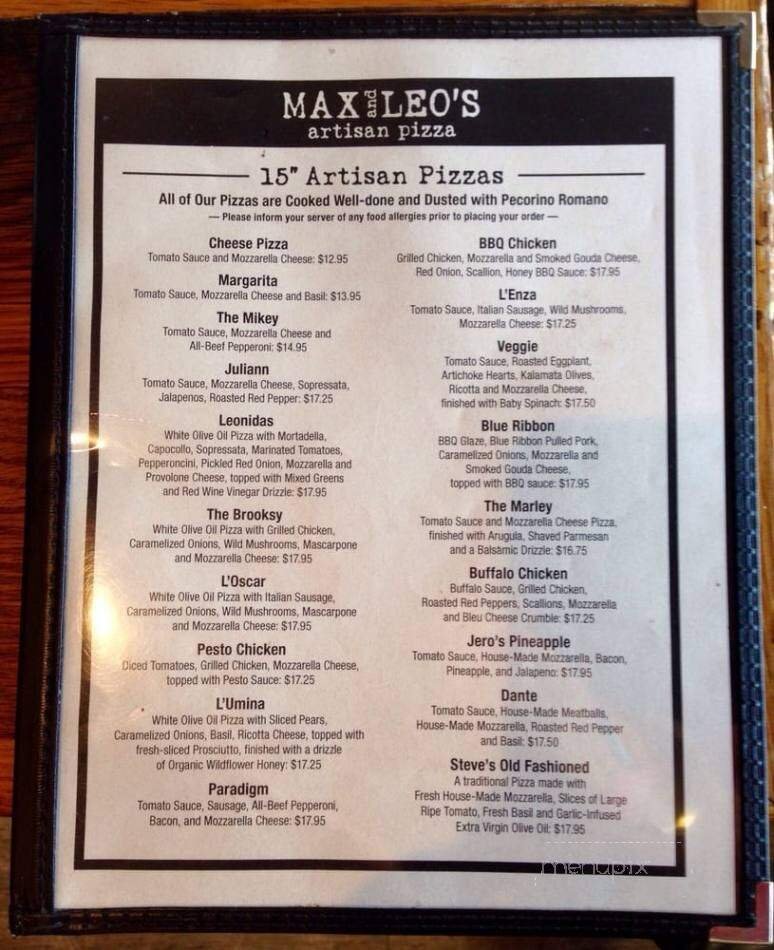 MAX and LEO'S
artisan pizza
15" Artisan Pizzas
All of Our Pizzas are Cooked Well-done and Dusted with Pecorino Romano
— Please inform your server of any food allergies prior to placing your order —
Cheese Pizza
Tomato Sauce and Mozzarella Cheese: $12.95
Margarita
Tomato Sauce, Mozzarella Cheese and Basil: $13.95
The Mikey
Tomato Sauce, Mozzarella Cheese and
All-Beef Pepperoni: $14.95
Juliann
Tomato Sauce, Mozzarella Cheese, Sopressata,
Jalapenos, Roasted Red Pepper: $17.25
Leonidas
White Olive Oil Pizza with Mortadella,
Capocollo, Sopressata, Marinated Tomatoes,
Pepperoncini, Pickled Red Onion, Mozzarella and
Provolone Cheese, topped with Mixed Greens
and Red Wine Vinegar Drizzle: $17.95
The Brooksy
White Olive Oil Pizza with Grilled Chicken,
Caramelized Onions, Wild Mushrooms, Mascarpone
and Mozzarella Cheese: $17.95
L'Oscar
White Olive Oil Pizza with Italian Sausage,
Caramelized Onions, Wild Mushrooms, Mascarpone
and Mozzarella Cheese: $17.95
Pesto Chicken
Diced Tomatoes, Grilled Chicken, Mozzarella Cheese,
topped with Pesto Sauce: $17.25
L'Umina
White Olive Oil Pizza with Sliced Pears,
Caramelized Onions, Basil, Ricotta Cheese, topped with
fresh-sliced Prosciutto, finished with a drizzle
of Organic Wildflower Honey: $17.25
Paradigm
Tomato Sauce, Sausage, All-Beef Pepperoni,
Bacon, and Mozzarella Cheese: $17.95
BBQ Chicken
Grilled Chicken, Mozzarella and Smoked Gouda Cheese,
Red Onion, Scallion, Honey BBQ Sauce: $17.95
L'Enza
Tomato Sauce, Italian Sausage, Wild Mushrooms,
Mozzarella Cheese: $17.25
Veggie
Tomato Sauce, Roasted Eggplant,
Artichoke Hearts, Kalamata Olives,
Ricotta and Mozzarella Cheese,
finished with Baby Spinach: $17.50
Blue Ribbon
BBQ Glaze, Blue Ribbon Pulled Pork,
Caramelized Onions, Mozzarella and
Smoked Gouda Cheese,
topped with BBQ sauce: $17.95
The Marley
Tomato Sauce and Mozzarella Cheese Pizza,
finished with Arugula, Shaved Parmesan
and a Balsamic Drizzle: $16.75
Buffalo Chicken
Buffalo Sauce, Grilled Chicken,
Roasted Red Peppers, Scallions, Mozzarella
and Bleu Cheese Crumble: $17.25
Jero's Pineapple
Tomato Sauce, House-Made Mozzarella, Bacon,
Pineapple, and Jalapeno: $17.95
Dante
Tomato Sauce, House-Made Meatballs,
House-Made Mozzarella, Roasted Red Pepper
and Basil: $17.50
Steve's Old Fashioned
A traditional Pizza made with
Fresh House-Made Mozzarella, Slices of Large
Ripe Tomato, Fresh Basil and Garlic-Infused
Extra Virgin Olive Oil: $17.95
menupix